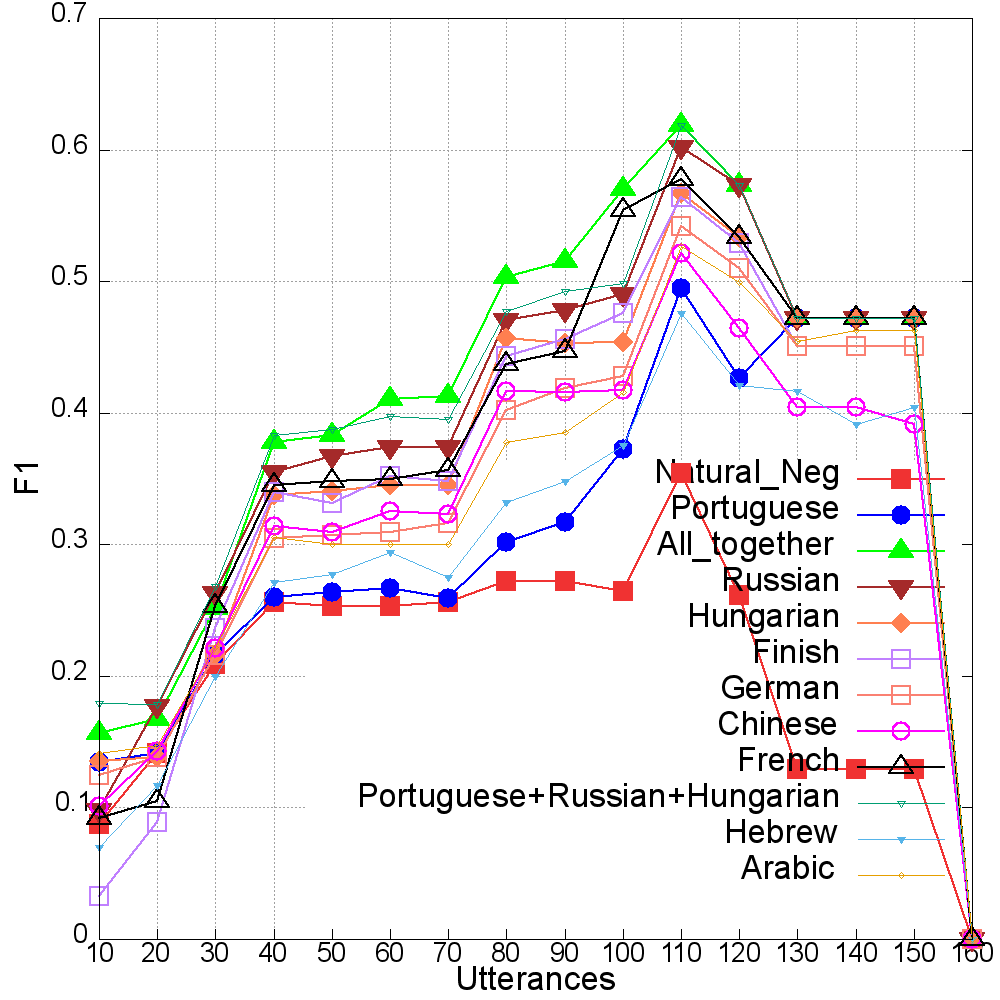 0.7
0.6
0.5
0.4
0.3
0.2
0.1
0
F1
10 20 30 40 50 60 70 80 90 100 110 120 130 140 150 160
Utterances
Natural_Neg
Portuguese
All_together
Russian
Hungarian
Finish
German
Chinese
French
Portuguese+Russian+Hungarian
Hebrew
Arabic